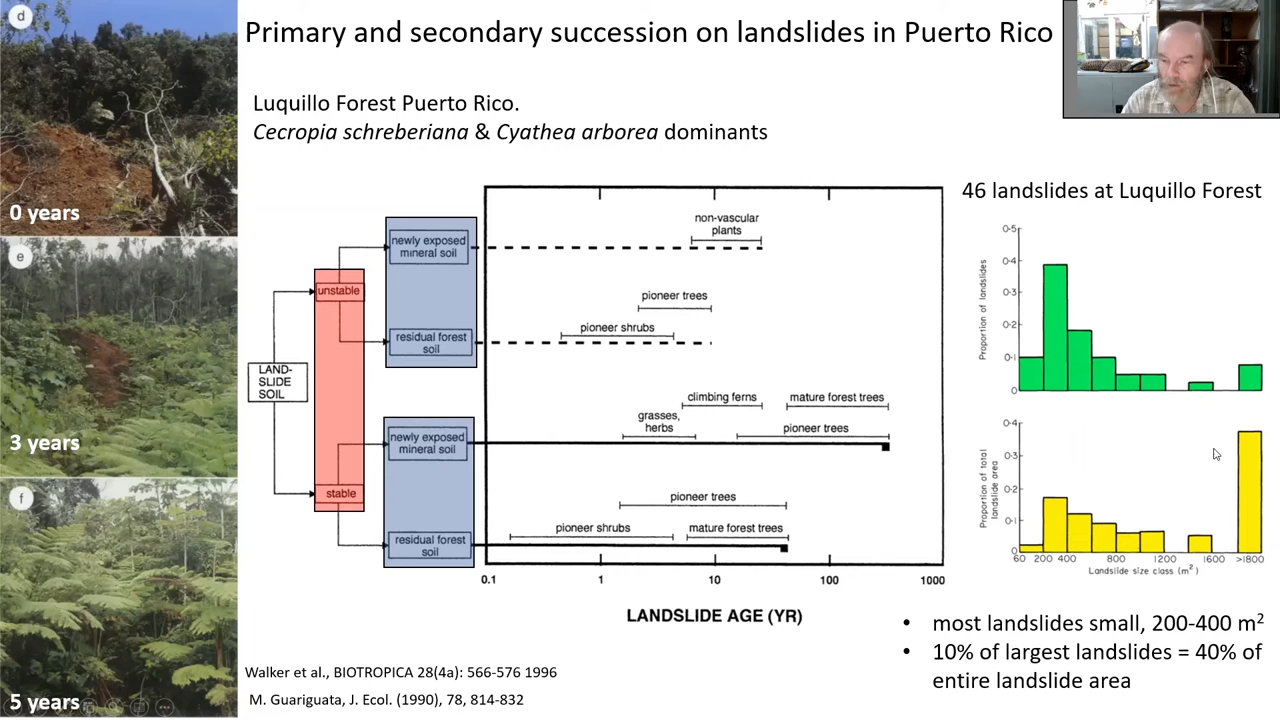 Primary and secondary succession on landslides in Puerto Rico
d
0 years
e
3 years
f
5 years
Luquillo Forest Puerto Rico.
Cecropia schreberiana & Cyathea arborea dominants
LAND-
SLIDE
SOIL
unstable
stable
newly exposed
mineral soil
residual forest
soil
newly exposed
mineral soil
residual forest
soil
non-vascular
plants
pioneer trees
pioneer shrubs
climbing ferns
mature forest trees
grasses,
herbs
pioneer trees
pioneer trees
pioneer shrubs
mature forest trees
0.1 1 10 100 1000
LANDSLIDE AGE (YR)
46 landslides at Luquillo Forest
Proportion of landslides
0·5
0·4
0·3
0·2
0·1
0
Proportion of total
landslide area
0·4
0·3
0·2
0·1
0
60 200 400 800 1200 1600 >1800
Landslide size class (m²)
• most landslides small, 200-400 m²
• 10% of largest landslides = 40% of
entire landslide area
Walker et al., BIOTROPICA 28(4a): 566-576 1996
M. Guariguata, J. Ecol. (1990), 78, 814-832